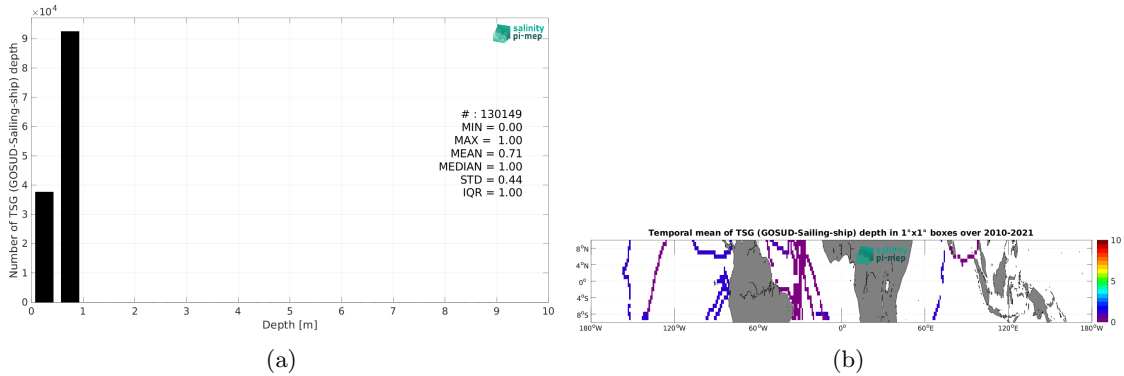 ×10⁴
9
8
7
6
5
4
3
2
1
0
Number of TSG (GOSUD-Sailing-ship) depth
salinity
pi-mep
# : 130149
MIN = 0.00
MAX = 1.00
MEAN = 0.71
MEDIAN = 1.00
STD = 0.44
IQR = 1.00
0 1 2 3 4 5 6 7 8 9 10
Depth [m]
(a)
Temporal mean of TSG (GOSUD-Sailing-ship) depth in 1°x1° boxes over 2010-2021
salinity
pi-mep
8°N
4°N
0°
4°S
8°S
180°W 120°W 60°W 0° 60°E 120°E 180°W
10
5
0
(b)